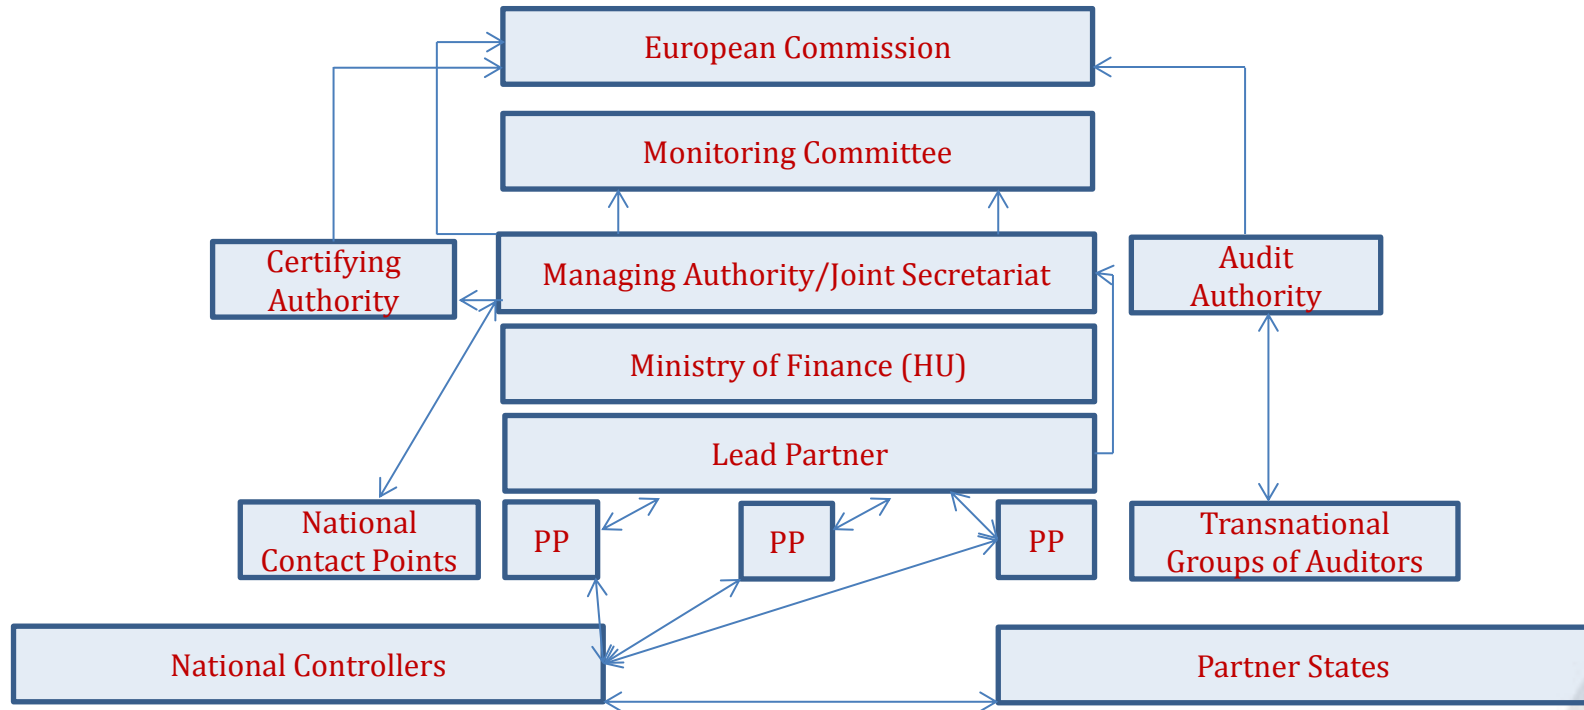 European Commission
Monitoring Committee
Certifying
Authority
Managing Authority/Joint Secretariat
Audit
Authority
Ministry of Finance (HU)
Lead Partner
National
Contact Points
PP
PP
PP
Transnational
Groups of Auditors
National Controllers
Partner States